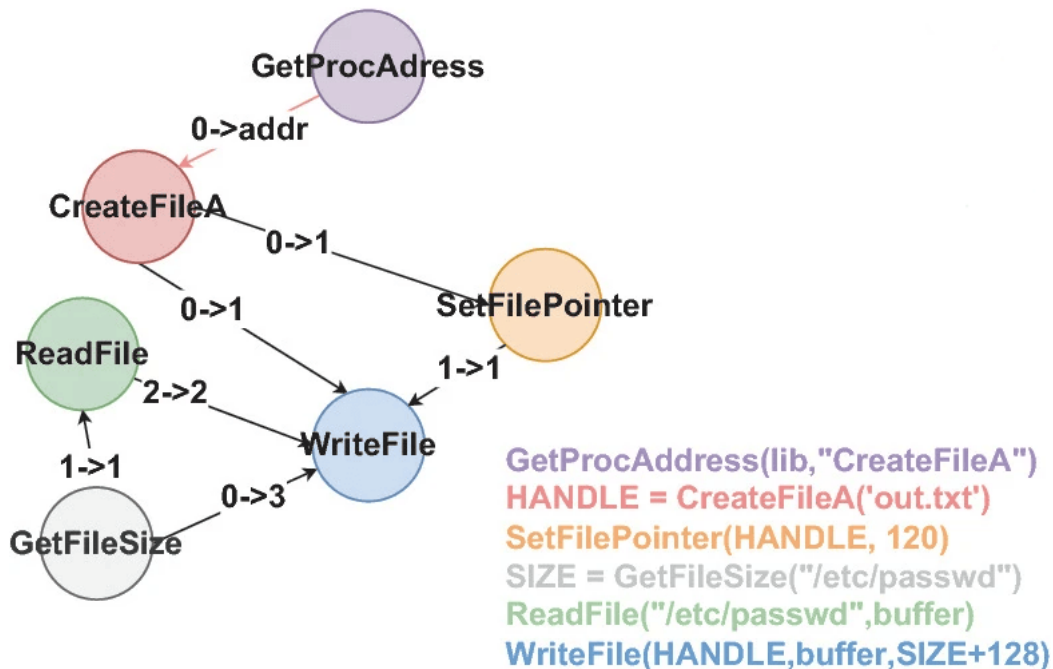 GetProcAdress
0->addr
CreateFileA
0->1
0->1
SetFilePointer
ReadFile
1->1
2->2
WriteFile
1->1
0->3
GetFileSize
GetProcAddress(lib,"CreateFileA")
HANDLE = CreateFileA('out.txt')
SetFilePointer(HANDLE, 120)
SIZE = GetFileSize("/etc/passwd")
ReadFile("/etc/passwd",buffer)
WriteFile(HANDLE,buffer,SIZE+128)